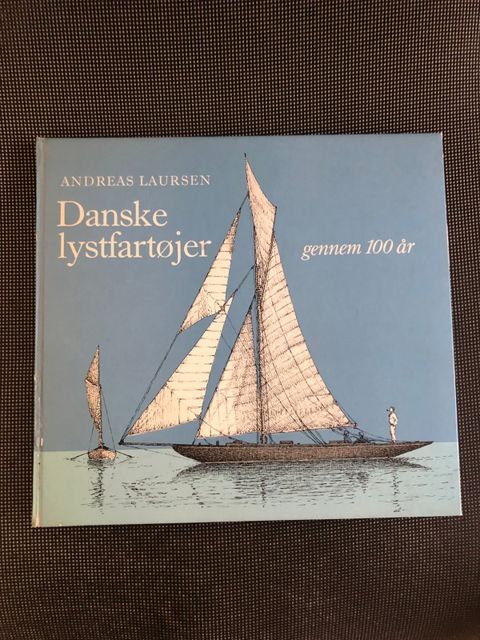 ANDREAS LAURSEN
Danske
lystfartøjer
gennem 100 år